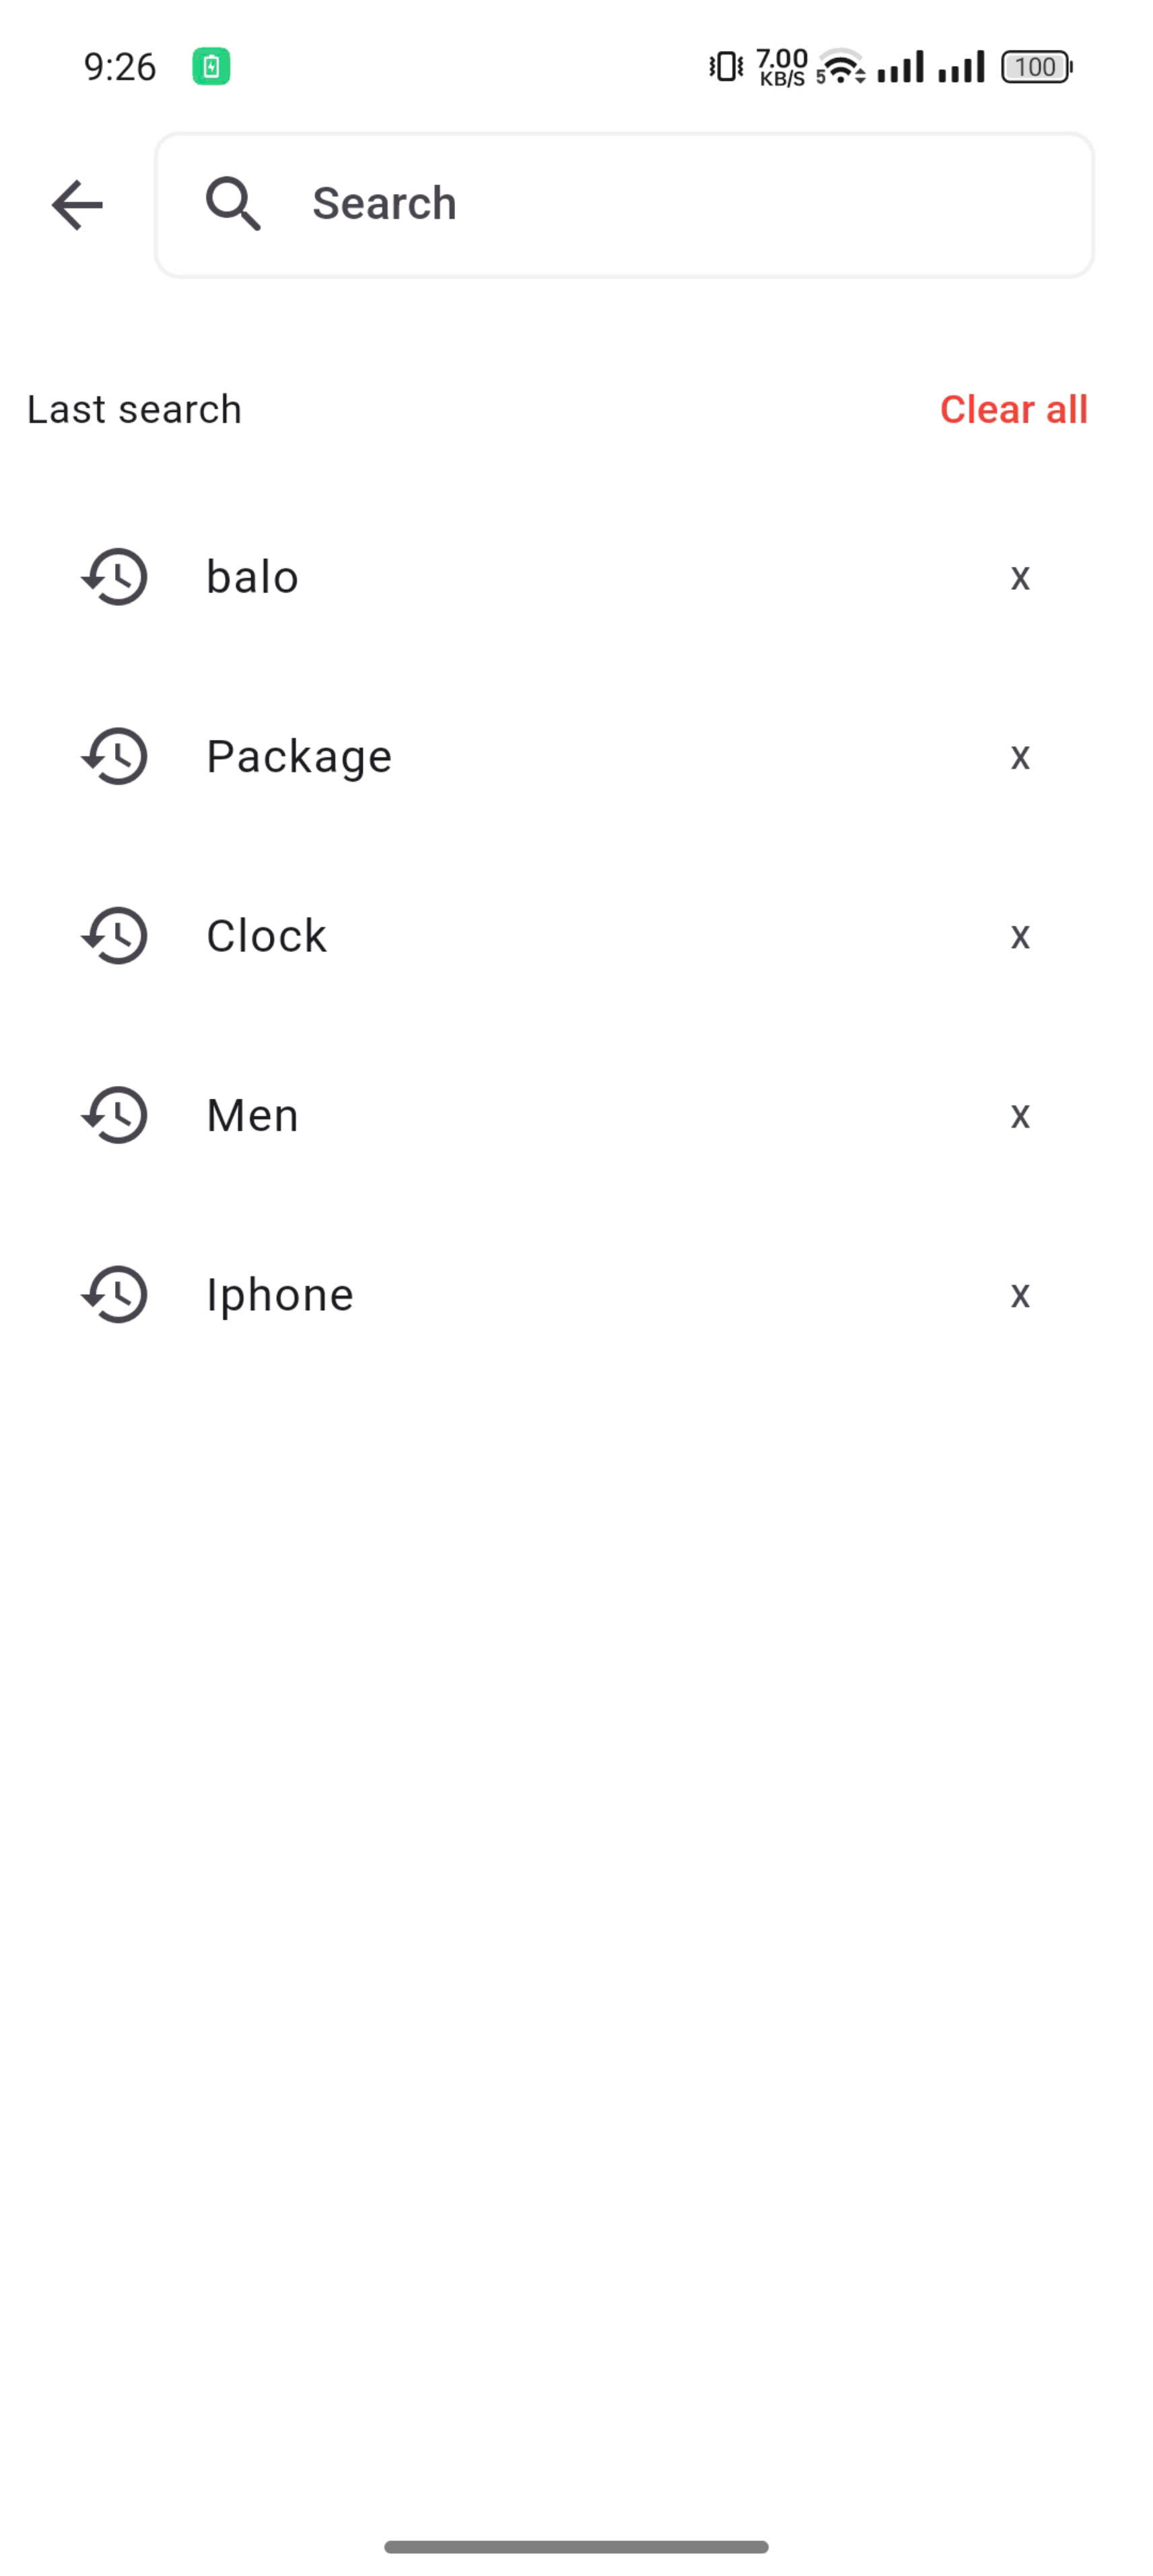 9:26
7.00
KB/S
5
100
Search
Last search
Clear all
balo
x
Package
x
Clock
x
Men
x
Iphone
x